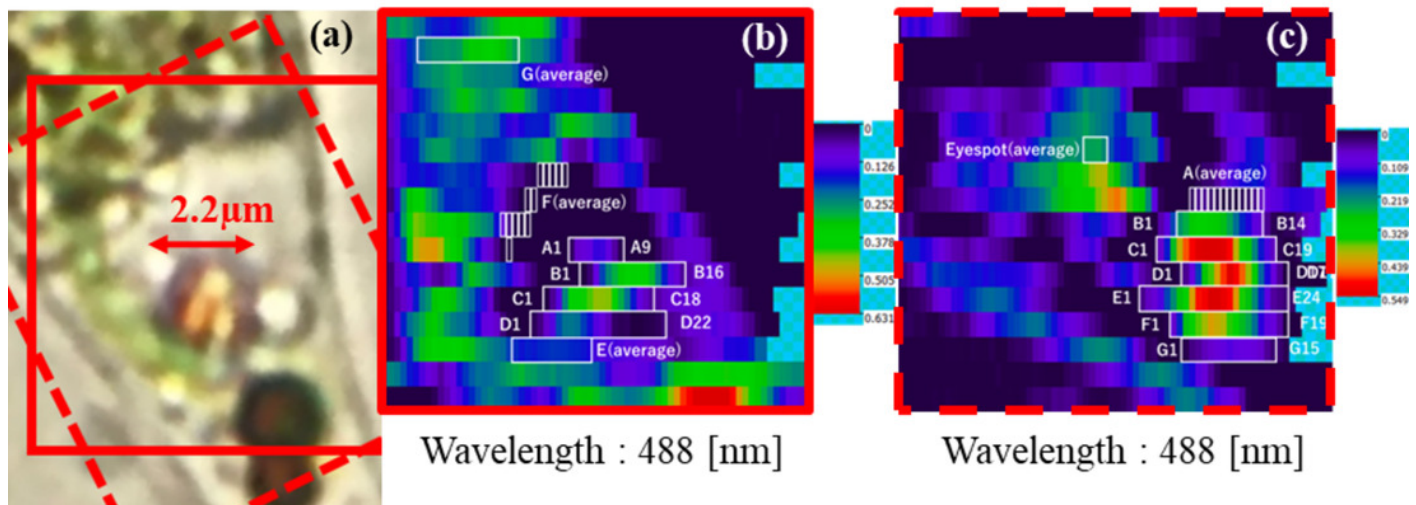 (a)
2.2μm
(b)
G(average)
F(average)
A1 A9
B1 B16
C1 C18
D1 D22
E(average)
0
0.126
0.252
0.378
0.505
0.631
Wavelength : 488 [nm]
(c)
Eyespot(average)
A(average)
B1 B14
C1 C19
D1
E1 E24
F1 F19
G1 G15
0
0.109
0.219
0.329
0.439
0.549
Wavelength : 488 [nm]